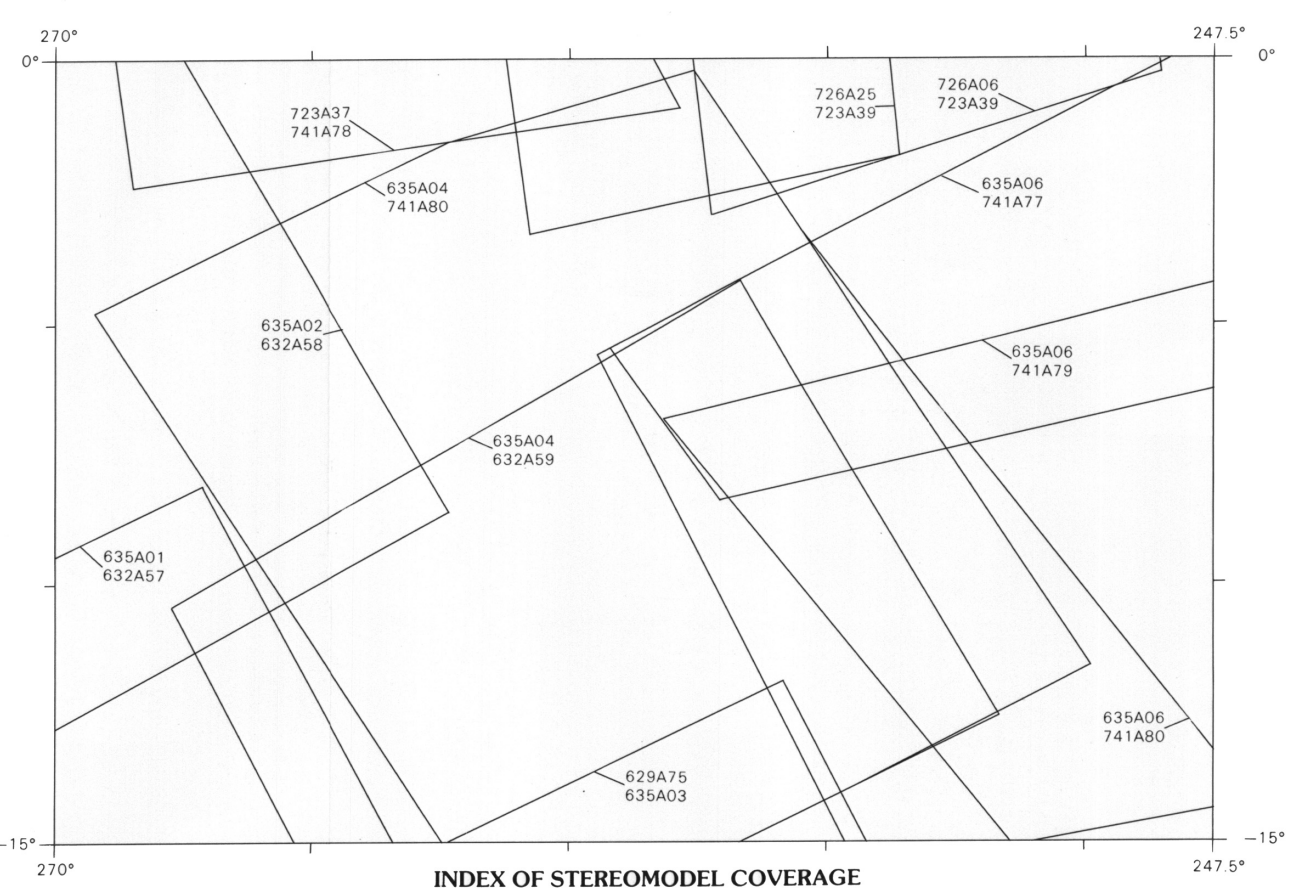 270°
247.5°
0°
0°
723A37
741A78
726A25
723A39
726A06
723A39
635A04
741A80
635A06
741A77
635A02
632A58
635A06
741A79
635A04
632A59
635A01
632A57
635A06
741A80
629A75
635A03
–15°
–15°
270°
247.5°
INDEX OF STEREOMODEL COVERAGE